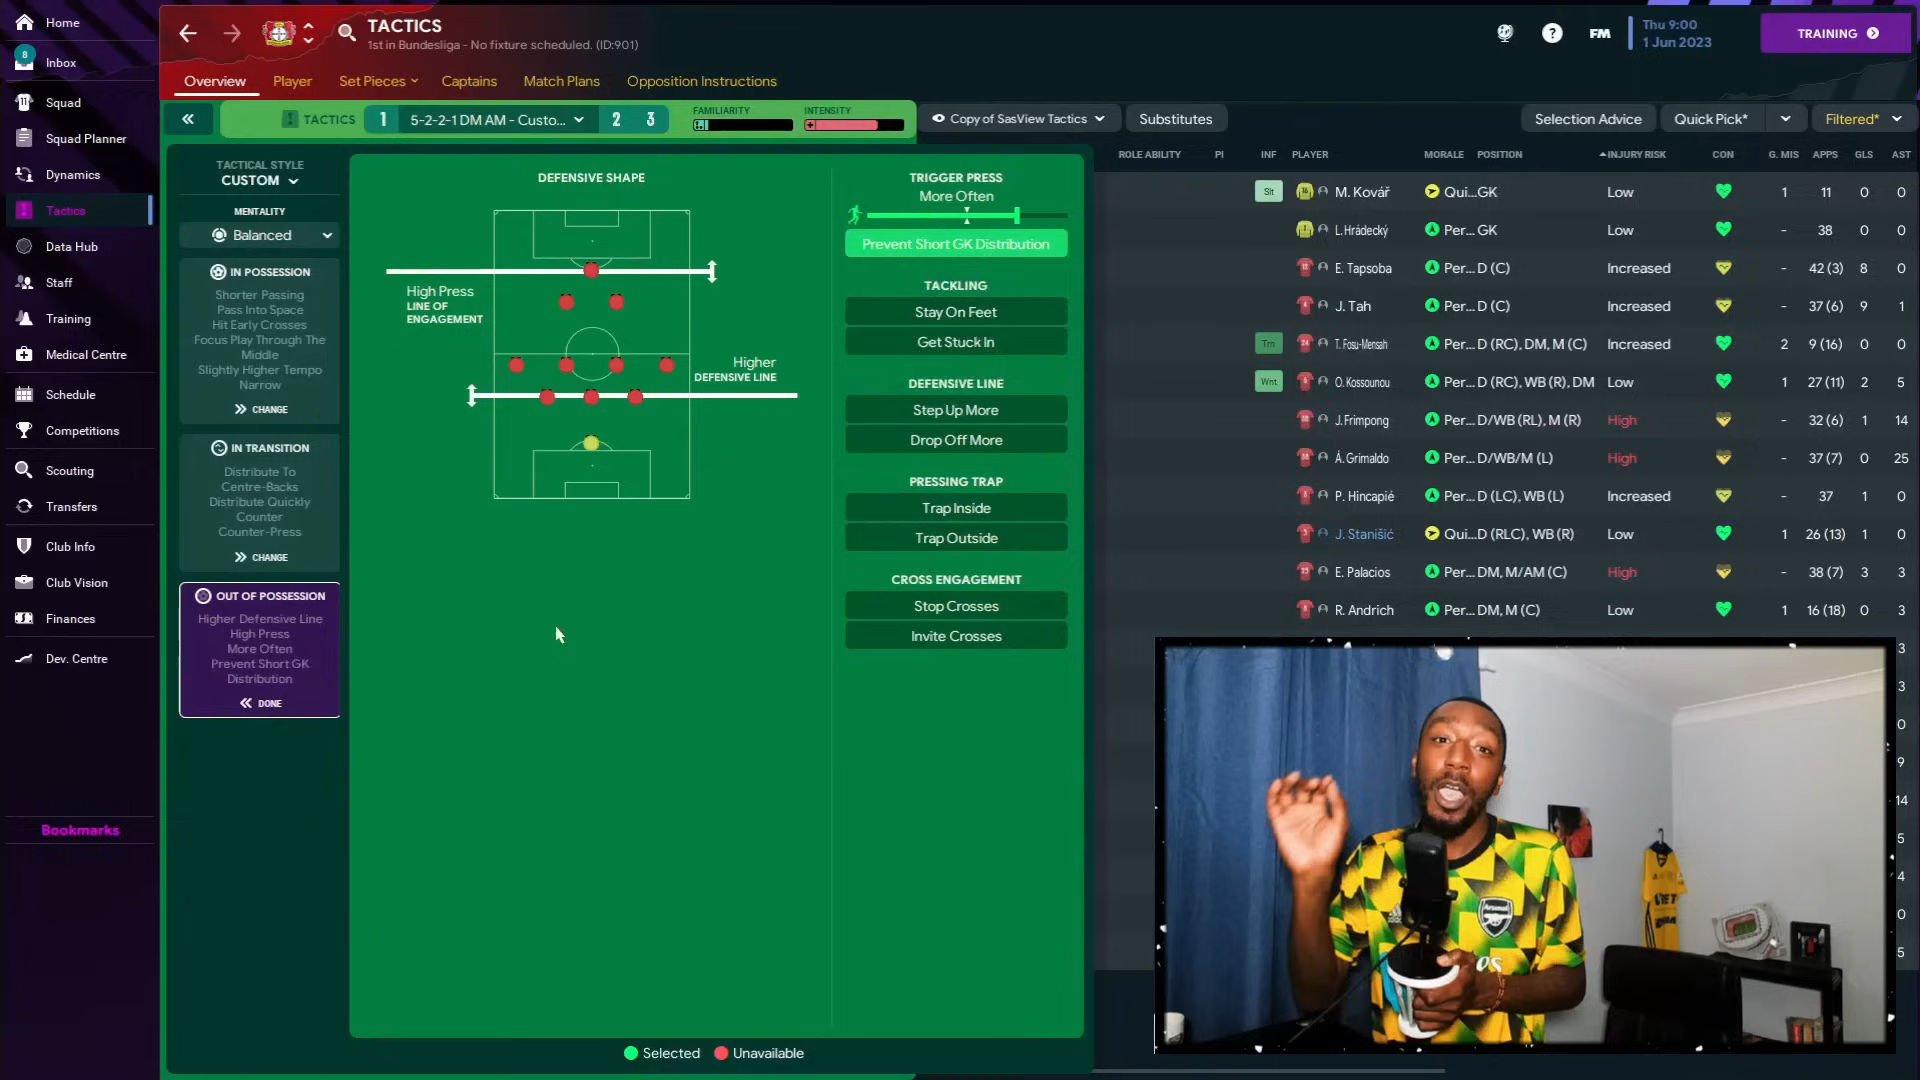 Home
8
Inbox
Squad
Squad Planner
Dynamics
Tactics
Data Hub
Staff
Training
Medical Centre
Schedule
Competitions
Scouting
Transfers
Club Info
Club Vision
Finances
Dev. Centre
Bookmarks
TACTICS
1st in Bundesliga - No fixture scheduled. (ID:901)
FM
Thu 9:00
1 Jun 2023
TRAINING
Overview Player Set Pieces Captains Match Plans Opposition Instructions
TACTICS 1 5-2-2-1 DM AM - Custo... 2 3
FAMILIARITY INTENSITY
Copy of SasView Tactics Substitutes Selection Advice Quick Pick* Filtered*
TACTICAL STYLE
CUSTOM
MENTALITY
Balanced
IN POSSESSION
Shorter Passing
Pass Into Space
Hit Early Crosses
Focus Play Through The
Middle
Slightly Higher Tempo
Narrow
CHANGE
IN TRANSITION
Distribute To
Centre-Backs
Distribute Quickly
Counter
Counter-Press
CHANGE
OUT OF POSSESSION
Higher Defensive Line
High Press
More Often
Prevent Short GK
Distribution
DONE
DEFENSIVE SHAPE
High Press
LINE OF
ENGAGEMENT
Higher
DEFENSIVE LINE
TRIGGER PRESS
More Often
Prevent Short GK Distribution
TACKLING
Stay On Feet
Get Stuck In
DEFENSIVE LINE
Step Up More
Drop Off More
PRESSING TRAP
Trap Inside
Trap Outside
CROSS ENGAGEMENT
Stop Crosses
Invite Crosses
Selected Unavailable
ROLE ABILITY PI INF PLAYER MORALE POSITION INJURY RISK CON G. MIS APPS GLS AST
Slt M. Kovář Qui... GK Low 1 11 0 0
L. Hrádecký Per... GK Low - 38 0 0
E. Tapsoba Per... D (C) Increased - 42 (3) 8 0
J. Tah Per... D (C) Increased - 37 (6) 9 1
Trn T. Fosu-Mensah Per... D (RC), DM, M (C) Increased 2 9 (16) 0 0
Wnt O. Kossounou Per... D (RC), WB (R), DM Low 1 27 (11) 2 5
J. Frimpong Per... D/WB (RL), M (R) High - 32 (6) 1 14
Á. Grimaldo Per... D/WB/M (L) High - 37 (7) 0 25
P. Hincapié Per... D (LC), WB (L) Increased - 37 1 0
J. Stanišić Qui... D (RLC), WB (R) Low 1 26 (13) 1 0
E. Palacios Per... DM, M/AM (C) High - 38 (7) 3 3
R. Andrich Per... DM, M (C) Low 1 16 (18) 0 3
3
3
0
9
14
5
4
0
5
Arsenal